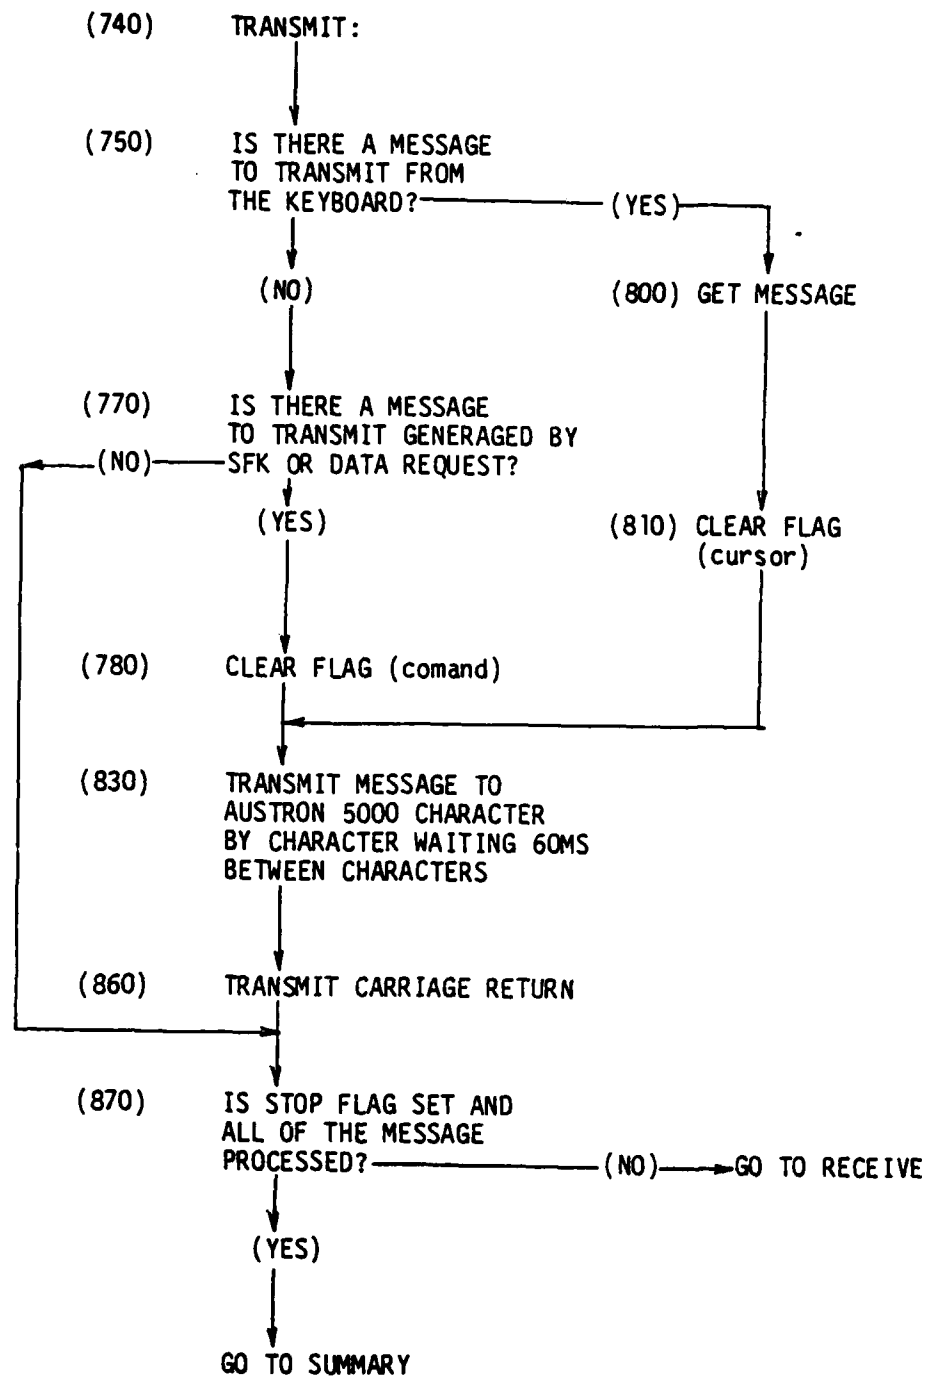 (740) TRANSMIT:
(750) IS THERE A MESSAGE
TO TRANSMIT FROM
THE KEYBOARD? (YES)
(NO)
(800) GET MESSAGE
(770) IS THERE A MESSAGE
TO TRANSMIT GENERAGED BY
(NO) SFK OR DATA REQUEST?
(YES)
(810) CLEAR FLAG
(cursor)
(780) CLEAR FLAG (comand)
(830) TRANSMIT MESSAGE TO
AUSTRON 5000 CHARACTER
BY CHARACTER WAITING 60MS
BETWEEN CHARACTERS
(860) TRANSMIT CARRIAGE RETURN
(870) IS STOP FLAG SET AND
ALL OF THE MESSAGE
PROCESSED? (NO) GO TO RECEIVE
(YES)
GO TO SUMMARY